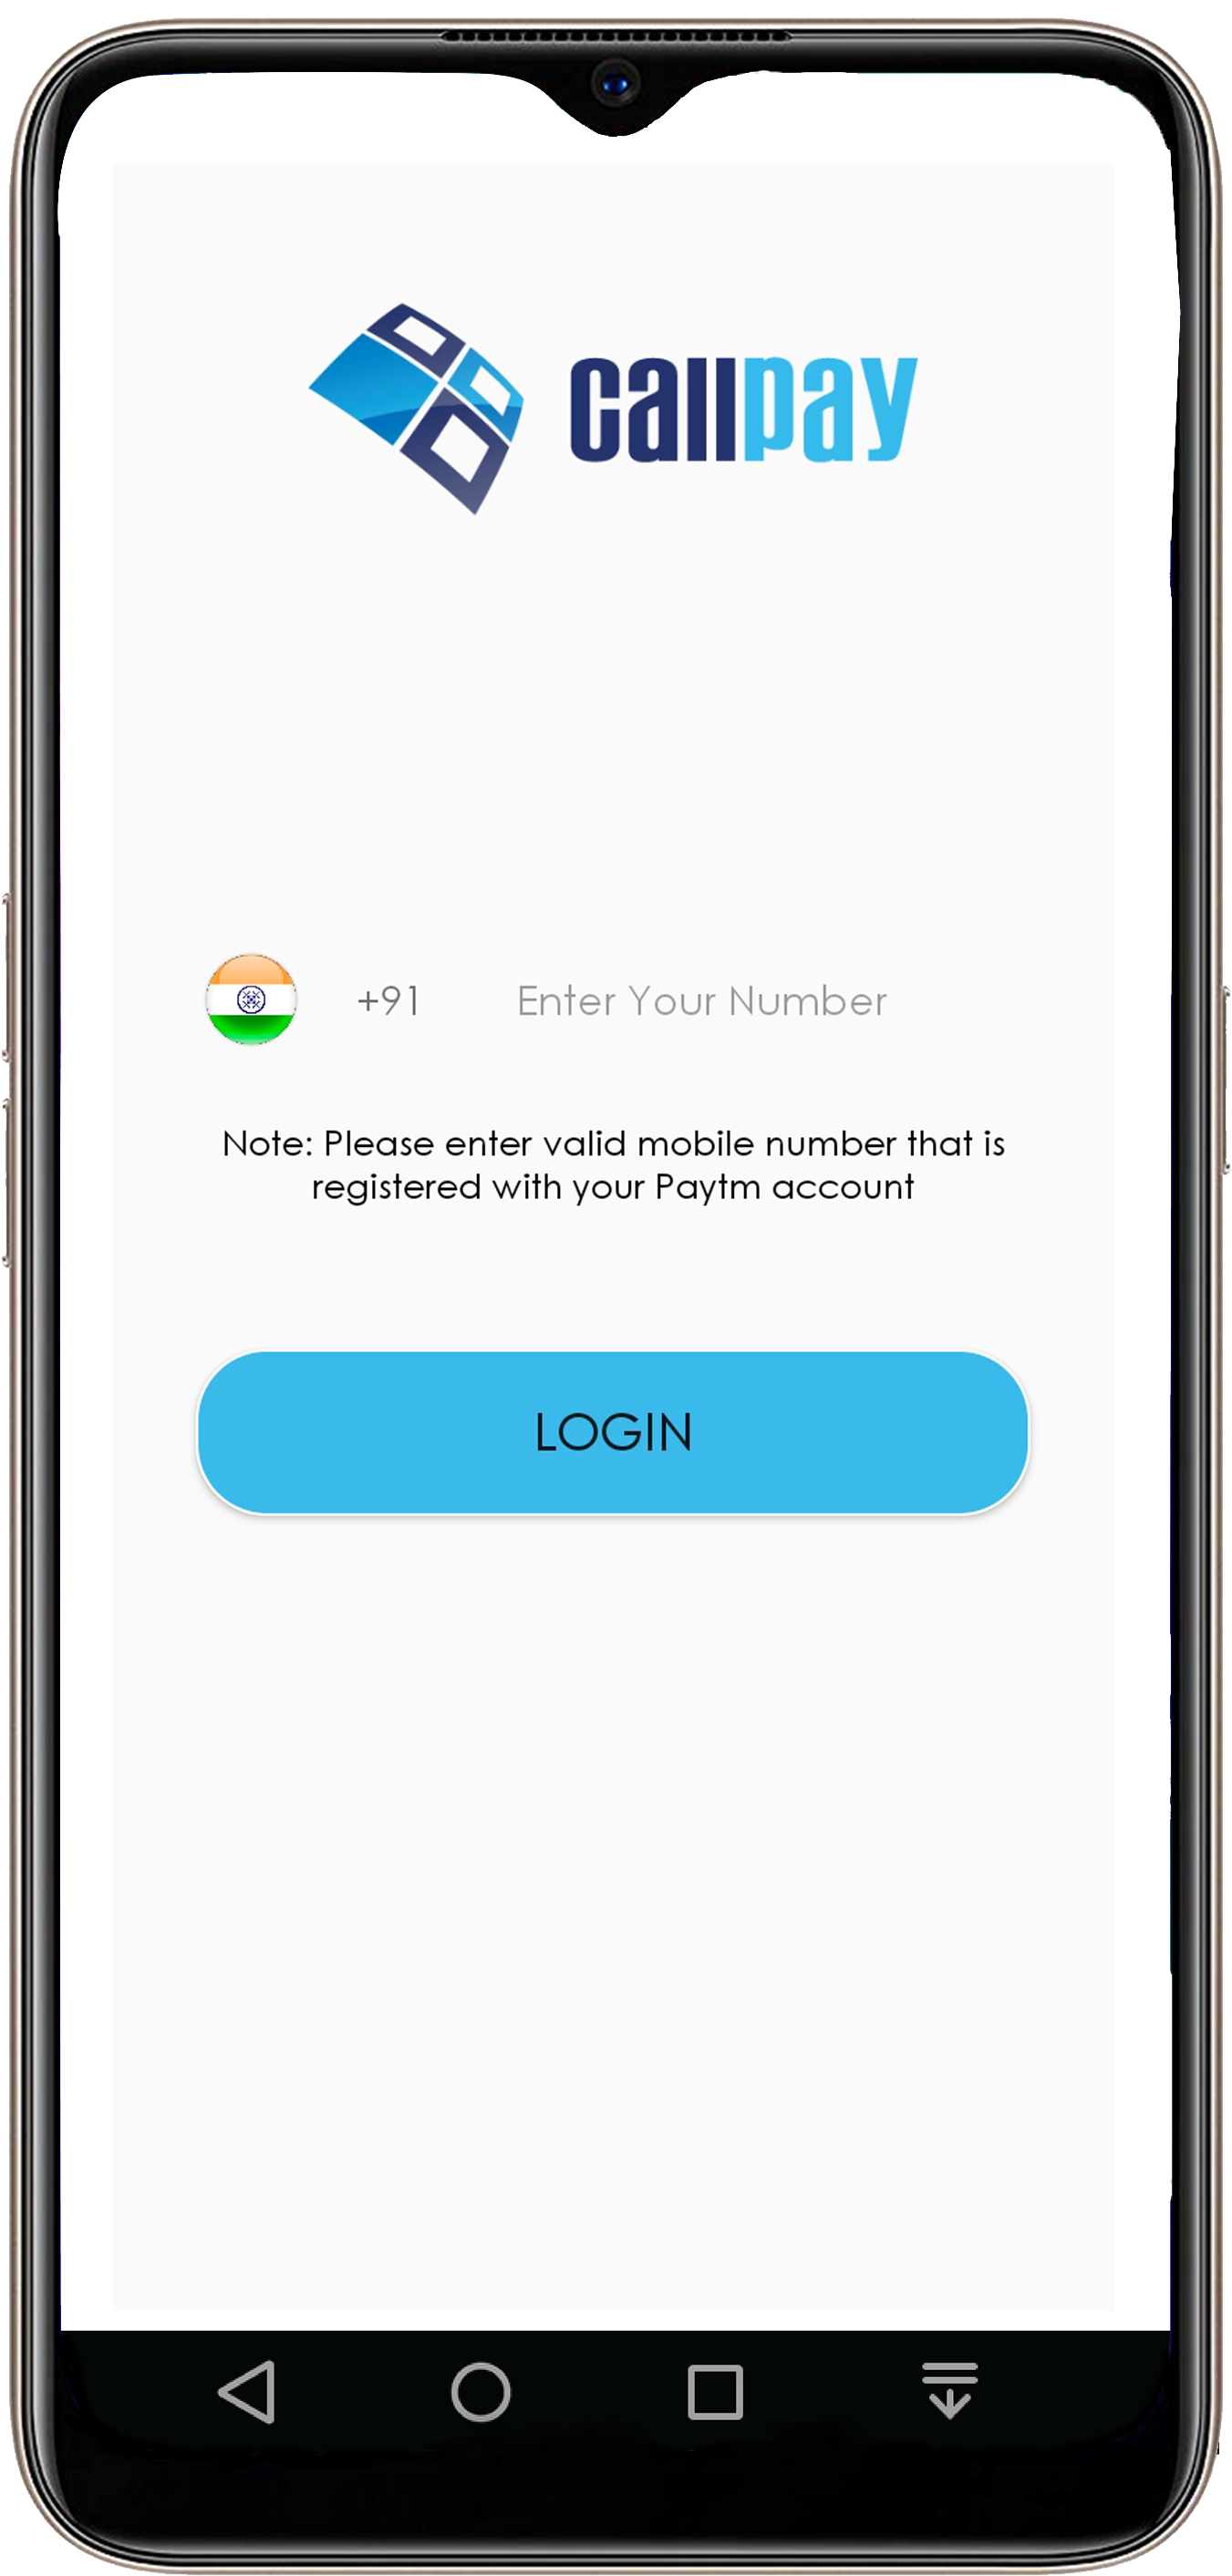 callpay
+91 Enter Your Number
Note: Please enter valid mobile number that is
registered with your Paytm account
LOGIN